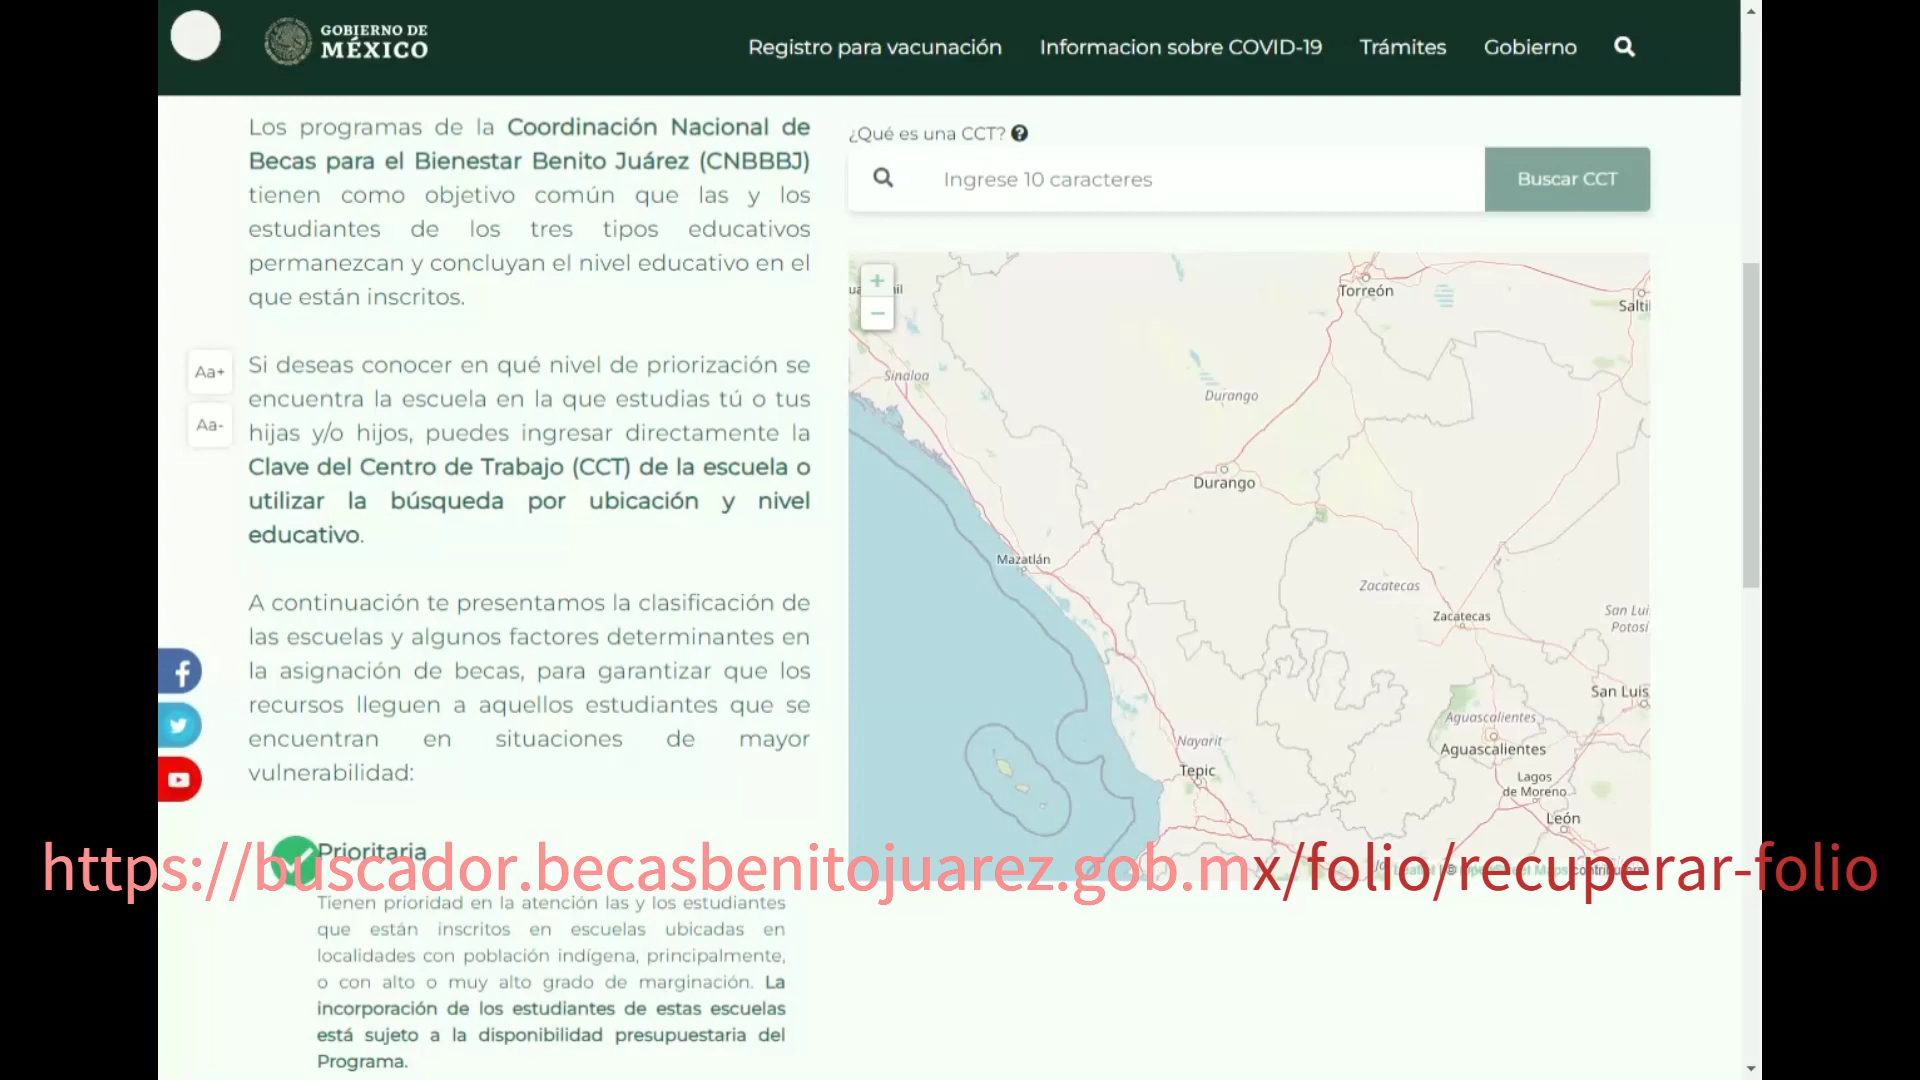 GOBIERNO DE
MÉXICO
Registro para vacunación
Informacion sobre COVID-19
Trámites
Gobierno
Los programas de la Coordinación Nacional de
Becas para el Bienestar Benito Juárez (CNBBBJ)
tienen como objetivo común que las y los
estudiantes de los tres tipos educativos
permanezcan y concluyan el nivel educativo en el
que están inscritos.
Si deseas conocer en qué nivel de priorización se
encuentra la escuela en la que estudias tú o tus
hijas y/o hijos, puedes ingresar directamente la
Clave del Centro de Trabajo (CCT) de la escuela o
utilizar la búsqueda por ubicación y nivel
educativo.
A continuación te presentamos la clasificación de
las escuelas y algunos factores determinantes en
la asignación de becas, para garantizar que los
recursos lleguen a aquellos estudiantes que se
encuentran en situaciones de mayor
vulnerabilidad:
Aa+
Aa-
Prioritaria
Tienen prioridad en la atención las y los estudiantes
que están inscritos en escuelas ubicadas en
localidades con población indígena, principalmente,
o con alto o muy alto grado de marginación. La
incorporación de los estudiantes de estas escuelas
está sujeto a la disponibilidad presupuestaria del
Programa.
¿Qué es una CCT? ?
Ingrese 10 caracteres
Buscar CCT
+
−
Torreón
Salti
Sinaloa
Durango
Durango
Mazatlán
Zacatecas
Zacatecas
San Lui
Potosí
San Luis
Aguascalientes
Aguascalientes
Nayarit
Tepic
Lagos
de Moreno
León
https://buscador.becasbenitojuarez.gob.mx/folio/recuperar-folio